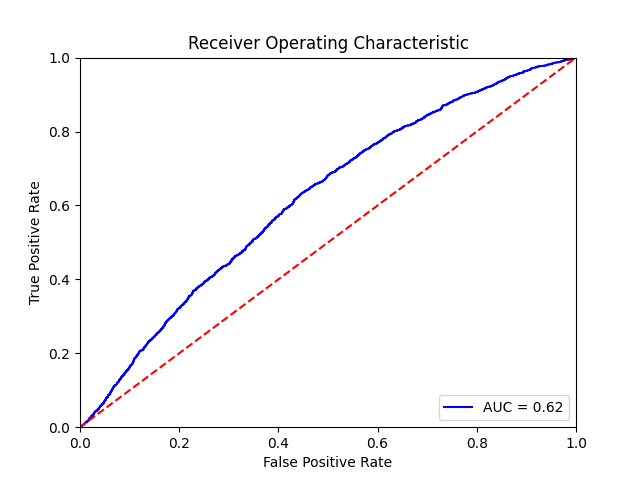 Receiver Operating Characteristic
1.0
0.8
0.6
0.4
0.2
0.0
True Positive Rate
AUC = 0.62
0.0 0.2 0.4 0.6 0.8 1.0
False Positive Rate